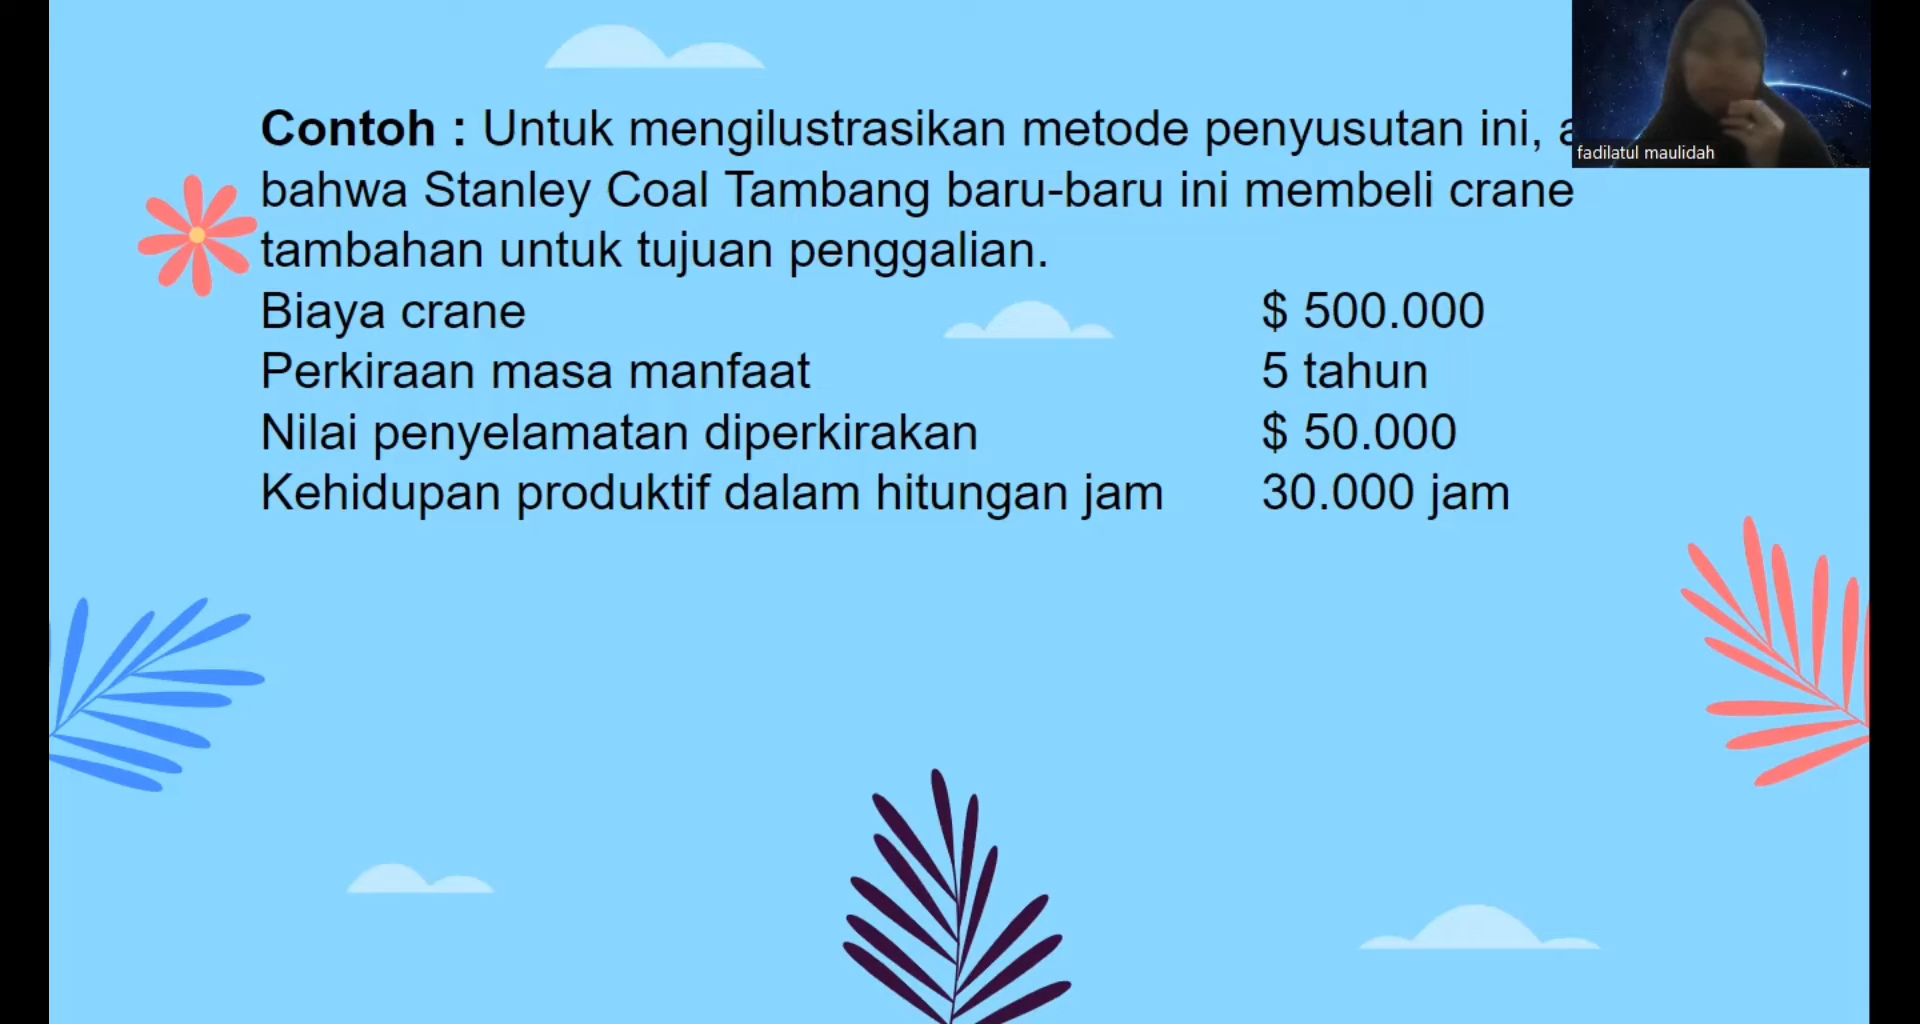 Contoh : Untuk mengilustrasikan metode penyusutan ini,
bahwa Stanley Coal Tambang baru-baru ini membeli crane
tambahan untuk tujuan penggalian.
Biaya crane $ 500.000
Perkiraan masa manfaat 5 tahun
Nilai penyelamatan diperkirakan $ 50.000
Kehidupan produktif dalam hitungan jam 30.000 jam
fadilatul maulidah